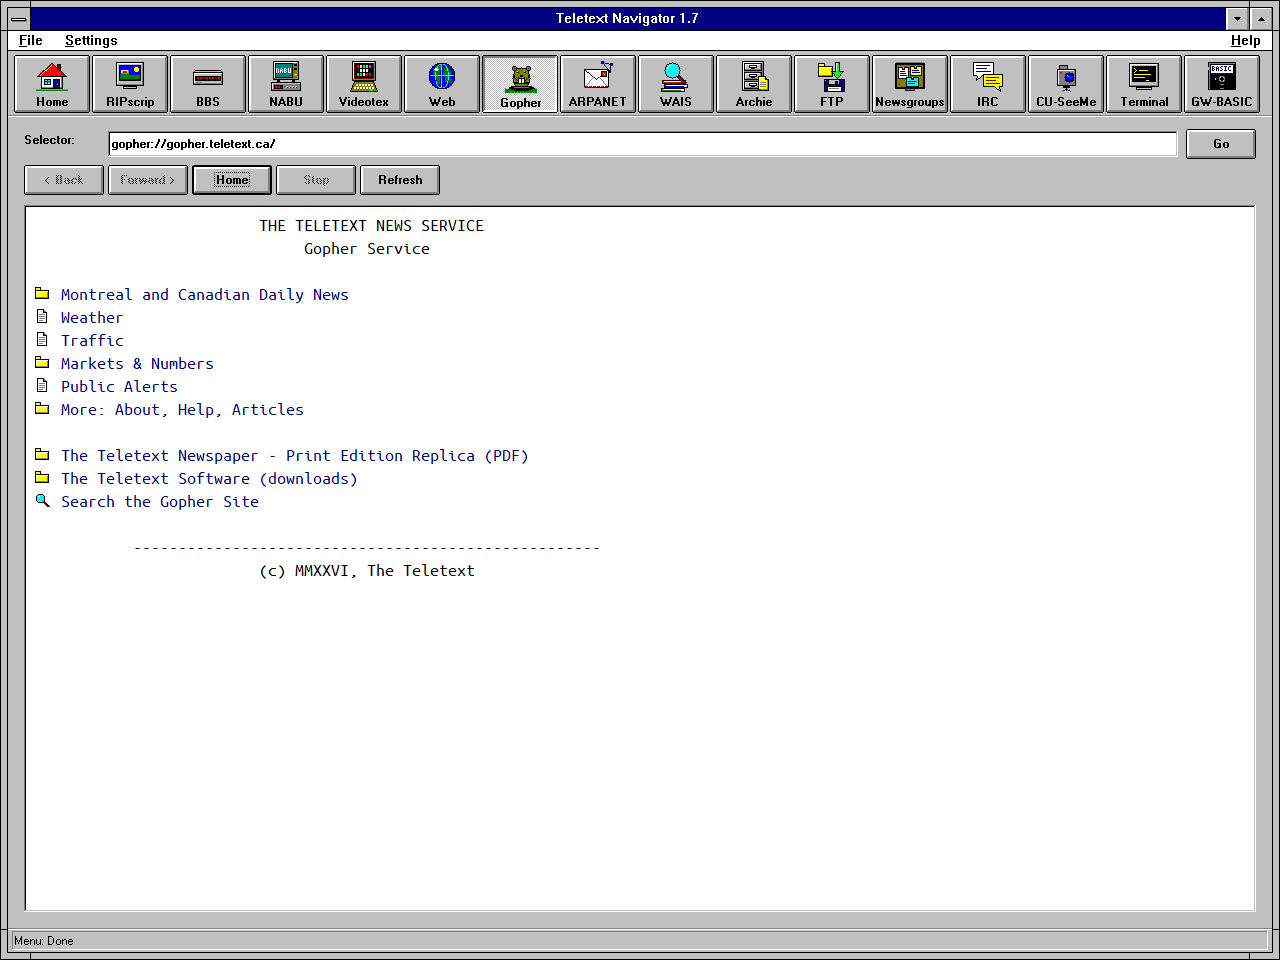 Teletext Navigator 1.7
File Settings Help
Home RIPscrip BBS NABU Videotex Web Gopher ARPANET WAIS Archie FTP Newsgroups IRC CU-SeeMe Terminal GW-BASIC
Selector: gopher://gopher.teletext.ca/ Go
< Back Forward > Home Stop Refresh
THE TELETEXT NEWS SERVICE
Gopher Service
Montreal and Canadian Daily News
Weather
Traffic
Markets & Numbers
Public Alerts
More: About, Help, Articles
The Teletext Newspaper - Print Edition Replica (PDF)
The Teletext Software (downloads)
Search the Gopher Site
----------------------------------------------------
(c) MMXXVI, The Teletext
Menu: Done